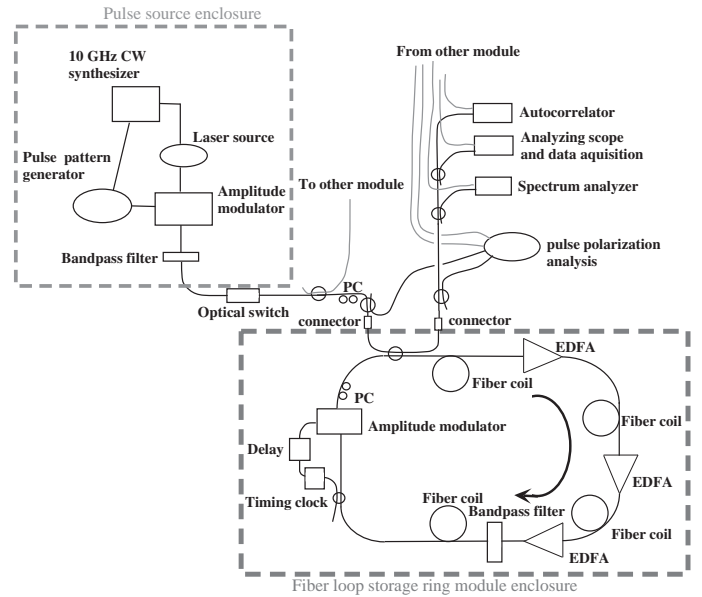 Pulse source enclosure
10 GHz CW
synthesizer
Laser source
Pulse pattern
generator
Amplitude
modulator
Bandpass filter
Optical switch
To other module
PC
connector
From other module
Autocorrelator
Analyzing scope
and data aquisition
Spectrum analyzer
pulse polarization
analysis
connector
EDFA
Fiber coil
PC
Amplitude modulator
Fiber coil
Delay
EDFA
Timing clock
Fiber coil
Bandpass filter
Fiber coil
EDFA
Fiber loop storage ring module enclosure